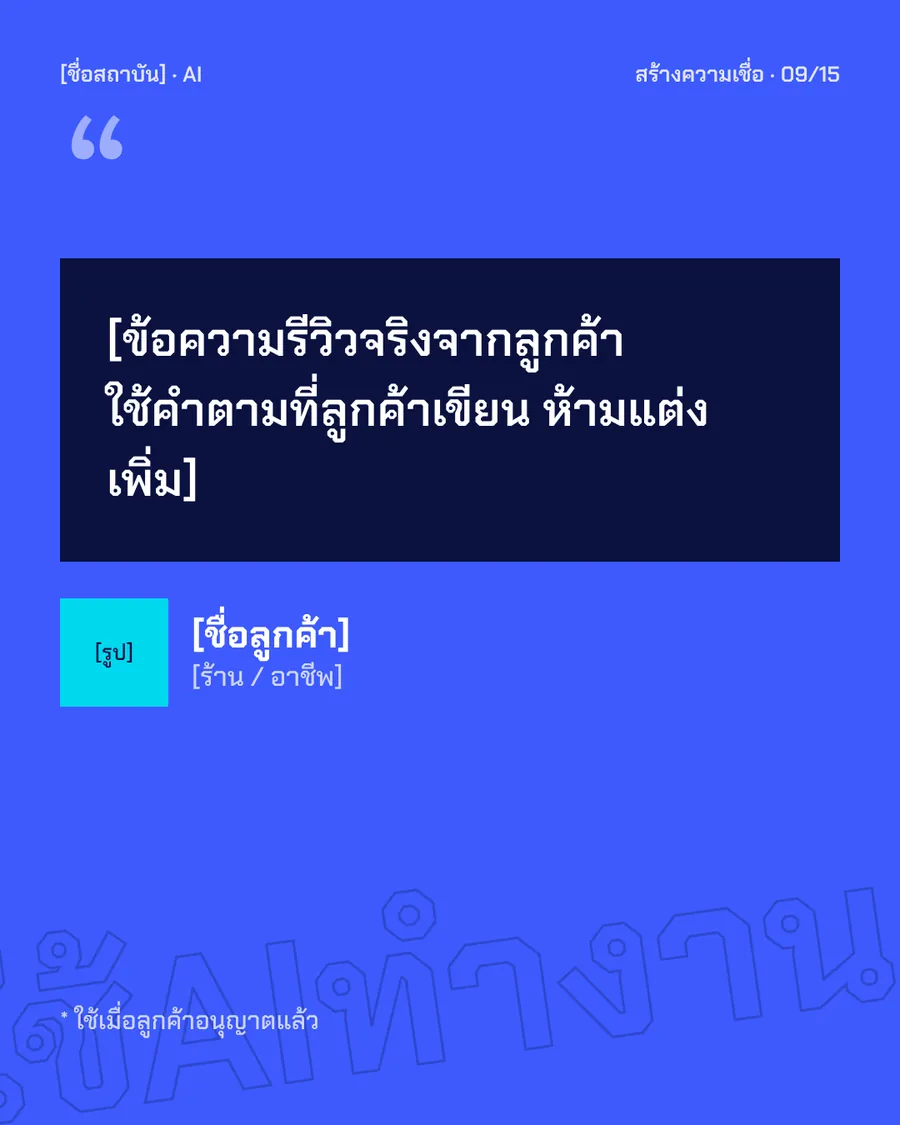 [ชื่อสถาบัน] · AI
สร้างความเชื่อ · 09/15
“
[ข้อความรีวิวจริงจากลูกค้า
ใช้คำตามที่ลูกค้าเขียน ห้ามแต่ง
เพิ่ม]
[รูป]
[ชื่อลูกค้า]
[ร้าน / อาชีพ]
ใช้AIทำงาน
* ใช้เมื่อลูกค้าอนุญาตแล้ว